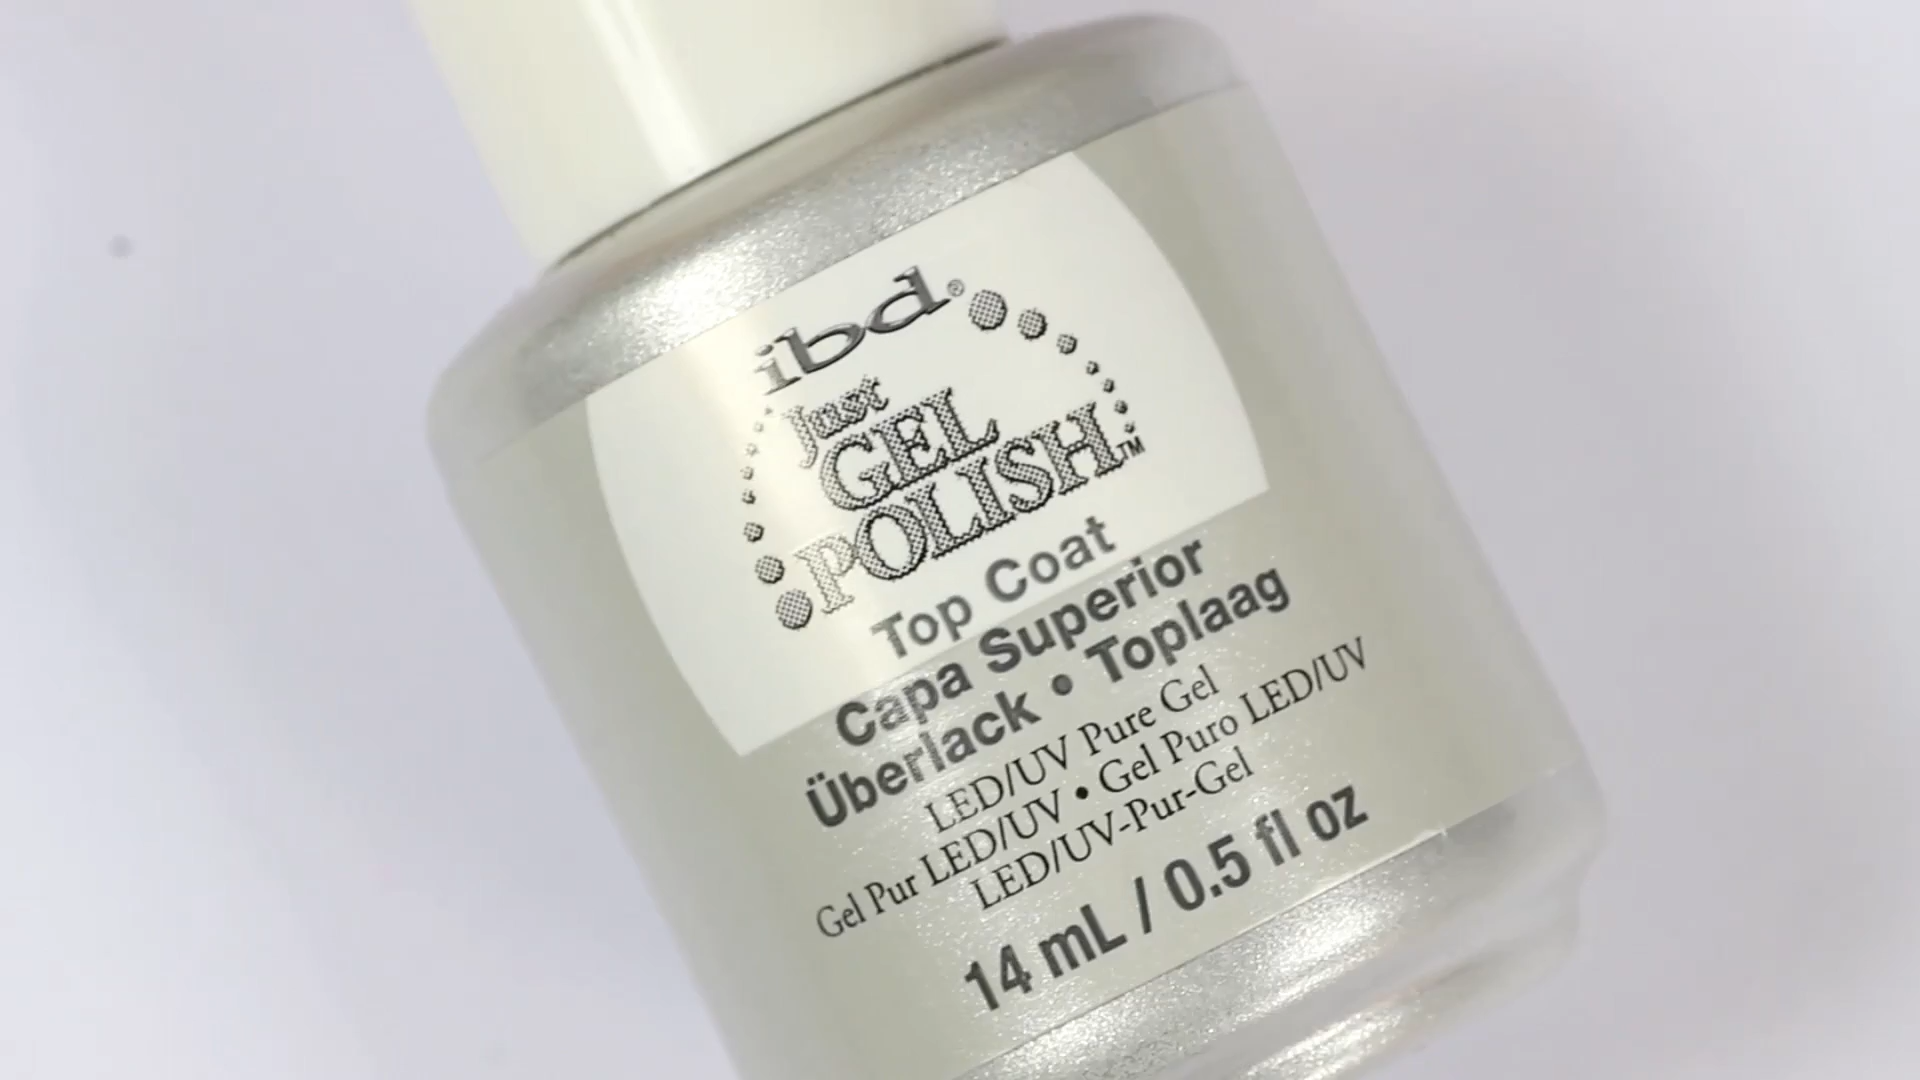 ibd®
Just
GEL
POLISH™
Top Coat
Capa Superior
Überlack • Toplaag
LED/UV Pure Gel
Gel Pur LED/UV • Gel Puro LED/UV
LED/UV-Pur-Gel
14 mL / 0.5 fl oz